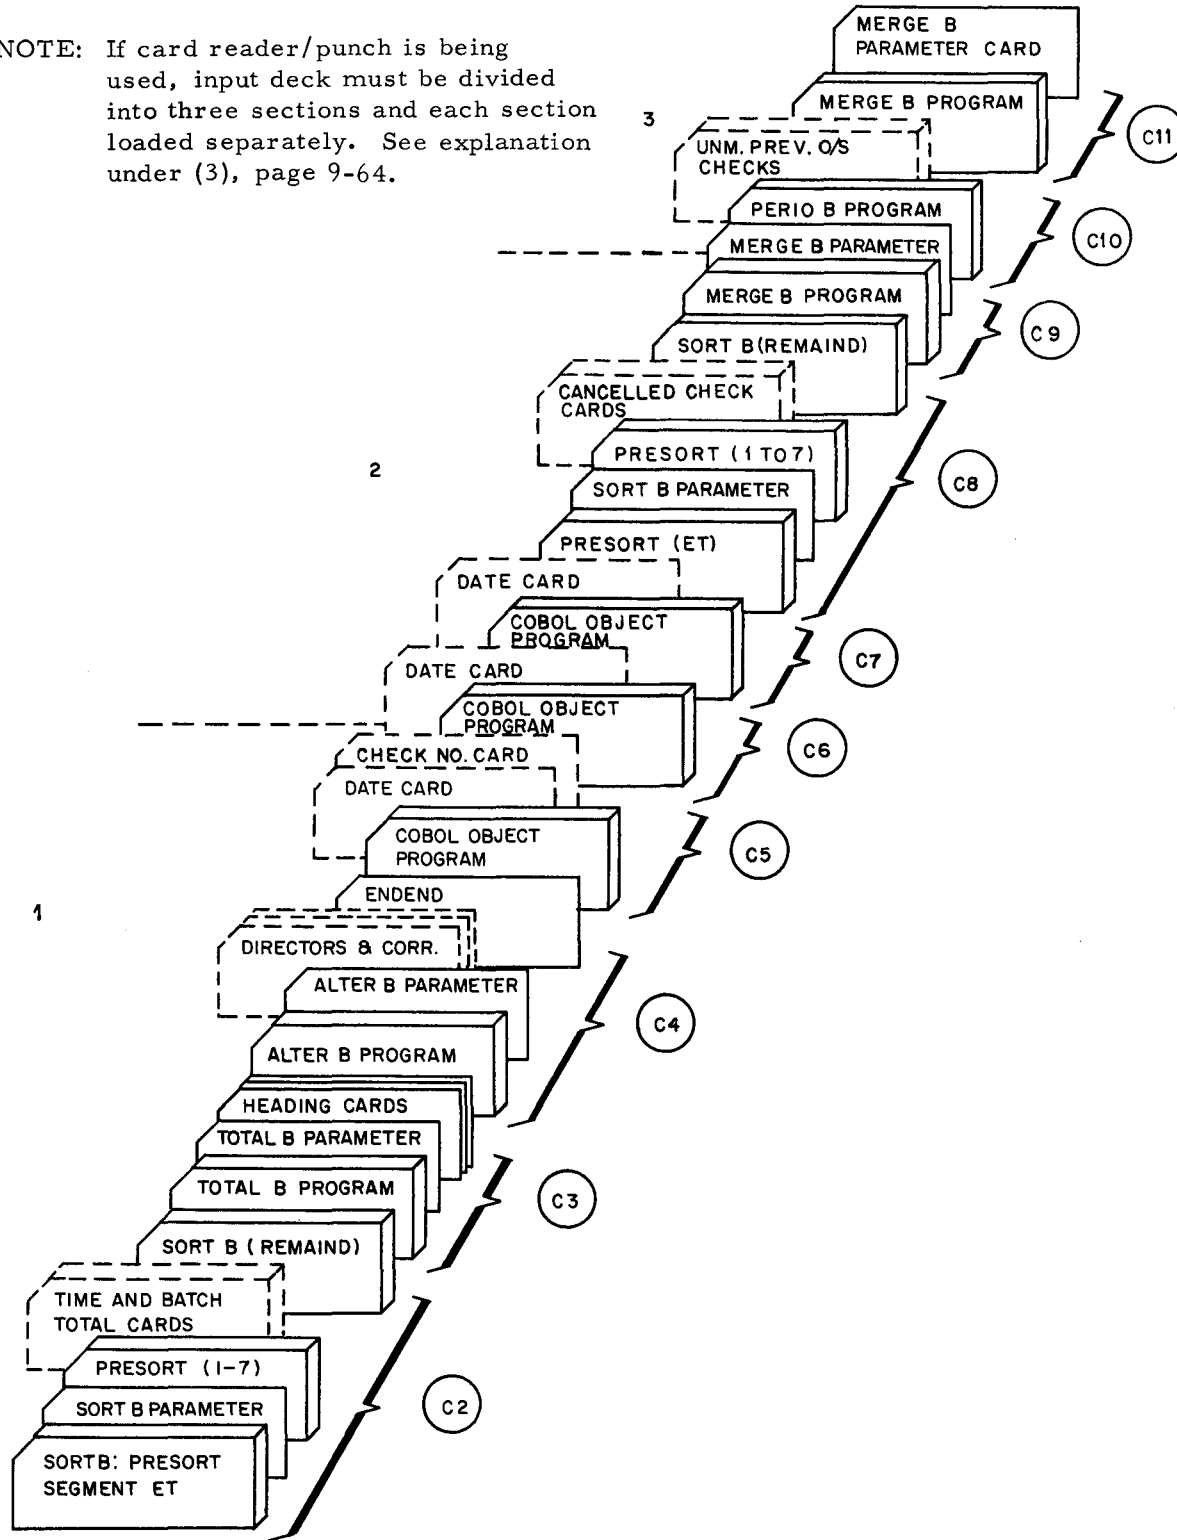 NOTE: If card reader/punch is being
used, input deck must be divided
into three sections and each section
loaded separately. See explanation
under (3), page 9-64.
MERGE B
PARAMETER CARD
MERGE B PROGRAM
C11
3
UNM. PREV. O/S
CHECKS
PERIO B PROGRAM
C10
MERGE B PARAMETER
MERGE B PROGRAM
C9
SORT B (REMAIND)
CANCELLED CHECK
CARDS
PRESORT (1 TO 7)
2
C8
SORT B PARAMETER
PRESORT (ET)
DATE CARD
COBOL OBJECT
PROGRAM
C7
DATE CARD
COBOL OBJECT
PROGRAM
C6
CHECK NO. CARD
DATE CARD
COBOL OBJECT
PROGRAM
C5
ENDEND
1
DIRECTORS & CORR.
ALTER B PARAMETER
C4
ALTER B PROGRAM
HEADING CARDS
TOTAL B PARAMETER
TOTAL B PROGRAM
C3
SORT B (REMAIND)
TIME AND BATCH
TOTAL CARDS
PRESORT (1-7)
C2
SORT B PARAMETER
SORTB: PRESORT
SEGMENT ET